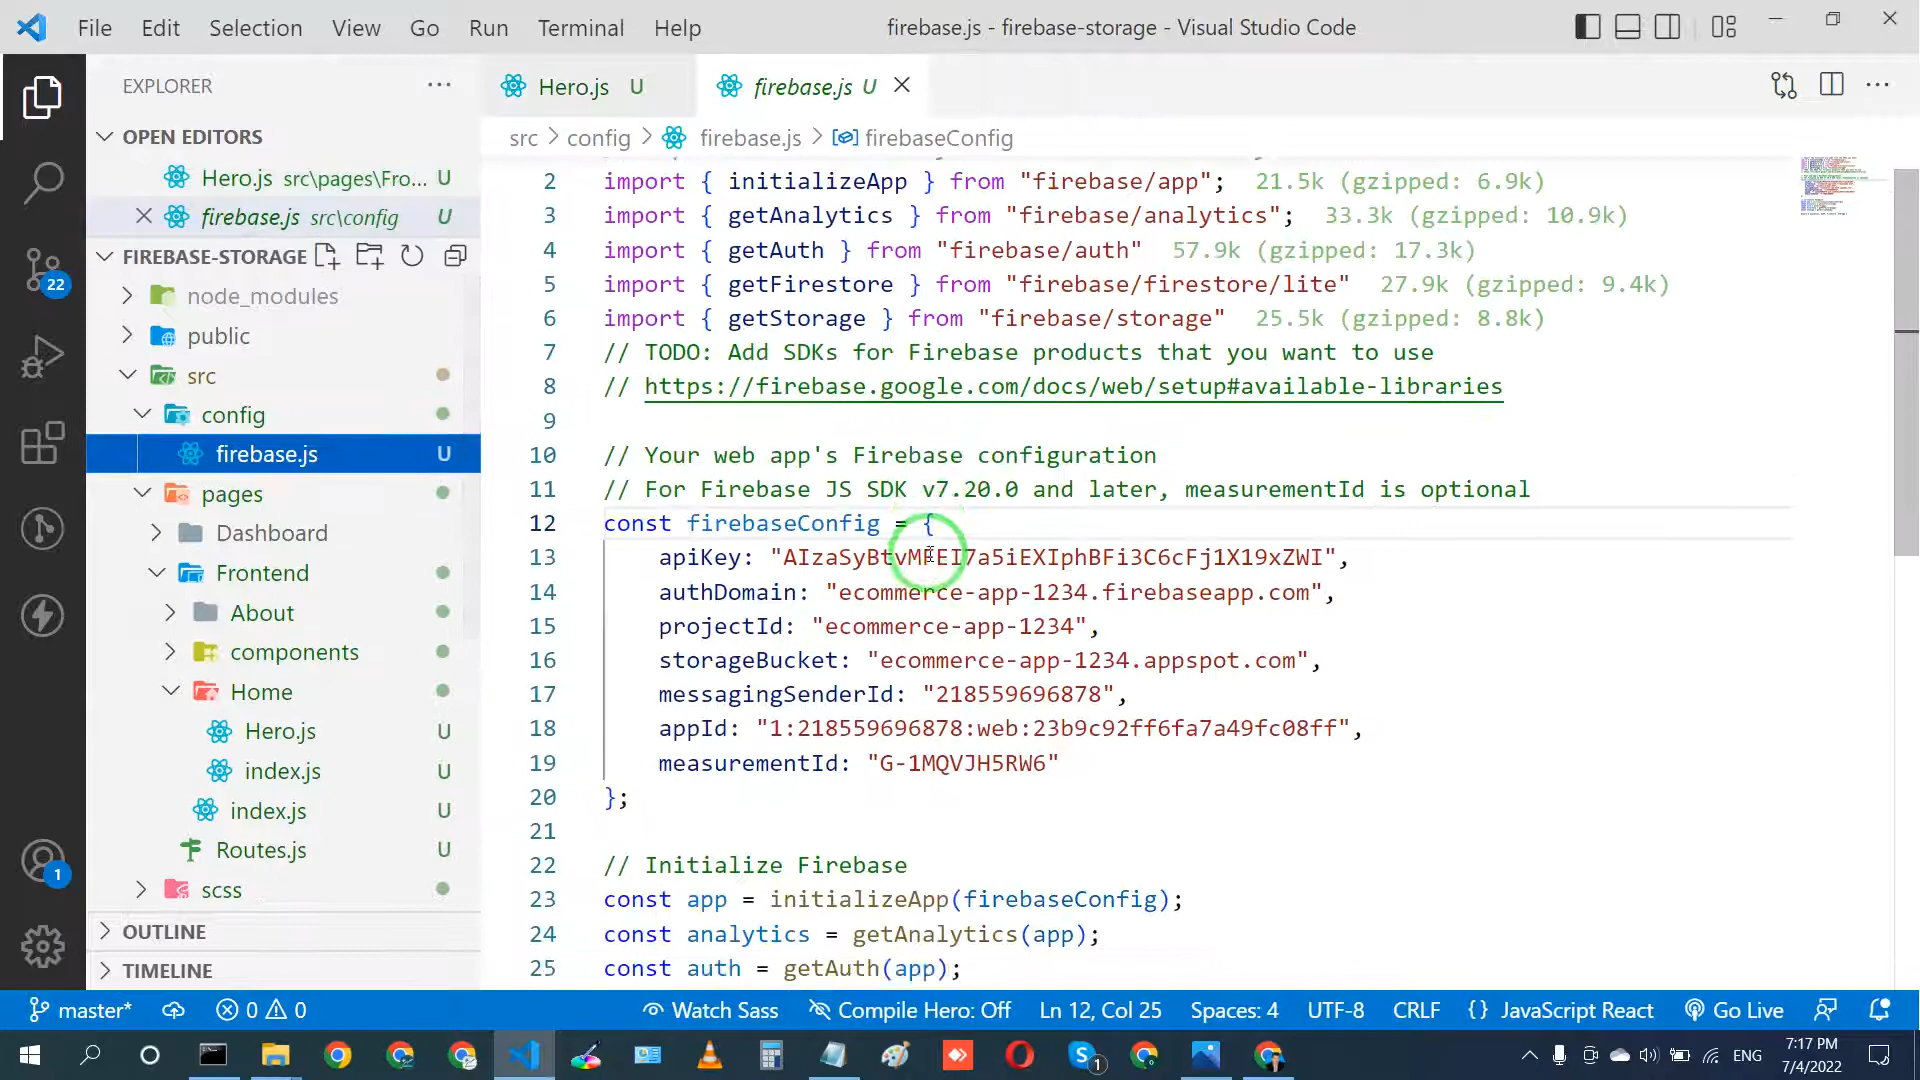 File Edit Selection View Go Run Terminal Help
firebase.js - firebase-storage - Visual Studio Code
EXPLORER
OPEN EDITORS
Hero.js src\pages\Fro... U
firebase.js src\config U
FIREBASE-STORAGE
node_modules
public
src
config
firebase.js U
pages
Dashboard
Frontend
About
components
Home
Hero.js U
index.js U
index.js U
Routes.js U
scss
OUTLINE
TIMELINE
22
1
Hero.js U
firebase.js U
src > config > firebase.js > firebaseConfig
2 import { initializeApp } from "firebase/app"; 21.5k (gzipped: 6.9k)
3 import { getAnalytics } from "firebase/analytics"; 33.3k (gzipped: 10.9k)
4 import { getAuth } from "firebase/auth" 57.9k (gzipped: 17.3k)
5 import { getFirestore } from "firebase/firestore/lite" 27.9k (gzipped: 9.4k)
6 import { getStorage } from "firebase/storage" 25.5k (gzipped: 8.8k)
7 // TODO: Add SDKs for Firebase products that you want to use
8 // https://firebase.google.com/docs/web/setup#available-libraries
9
10 // Your web app's Firebase configuration
11 // For Firebase JS SDK v7.20.0 and later, measurementId is optional
12 const firebaseConfig = {
13 apiKey: "AIzaSyBtvMFEI7a5iEXIphBFi3C6cFj1X19xZWI",
14 authDomain: "ecommerce-app-1234.firebaseapp.com",
15 projectId: "ecommerce-app-1234",
16 storageBucket: "ecommerce-app-1234.appspot.com",
17 messagingSenderId: "218559696878",
18 appId: "1:218559696878:web:23b9c92ff6fa7a49fc08ff",
19 measurementId: "G-1MQVJH5RW6"
20 };
21
22 // Initialize Firebase
23 const app = initializeApp(firebaseConfig);
24 const analytics = getAnalytics(app);
25 const auth = getAuth(app);
master* 0 0 Watch Sass Compile Hero: Off Ln 12, Col 25 Spaces: 4 UTF-8 CRLF {} JavaScript React Go Live
1
ENG
7:17 PM
7/4/2022